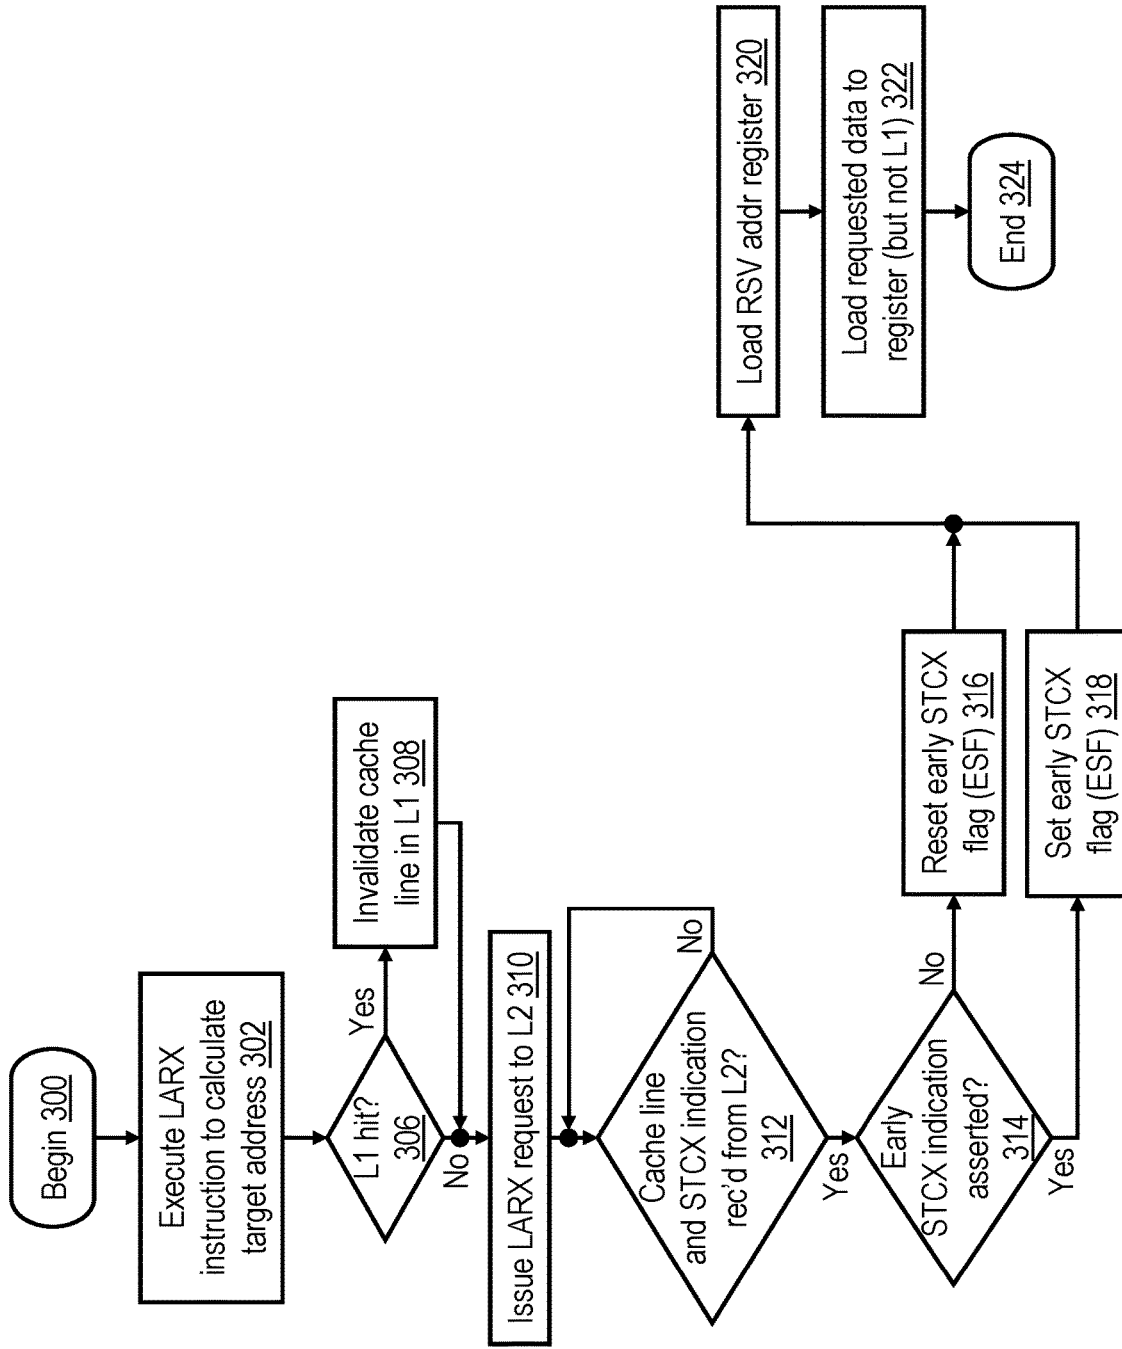 Begin 300
Execute LARX
instruction to calculate
target address 302
L1 hit?
306
Yes
No
Invalidate cache
line in L1 308
Issue LARX request to L2 310
Cache line
and STCX indication
rec'd from L2?
312
No
Yes
Early
STCX indication
asserted?
314
No
Yes
Reset early STCX
flag (ESF) 316
Set early STCX
flag (ESF) 318
Load RSV addr register 320
Load requested data to
register (but not L1) 322
End 324